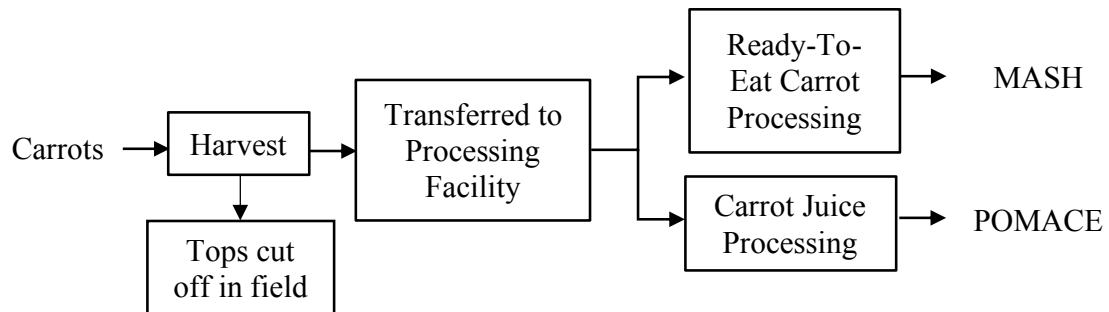 Carrots
Harvest
Tops cut
off in field
Transferred to
Processing
Facility
Ready-To-
Eat Carrot
Processing
MASH
Carrot Juice
Processing
POMACE